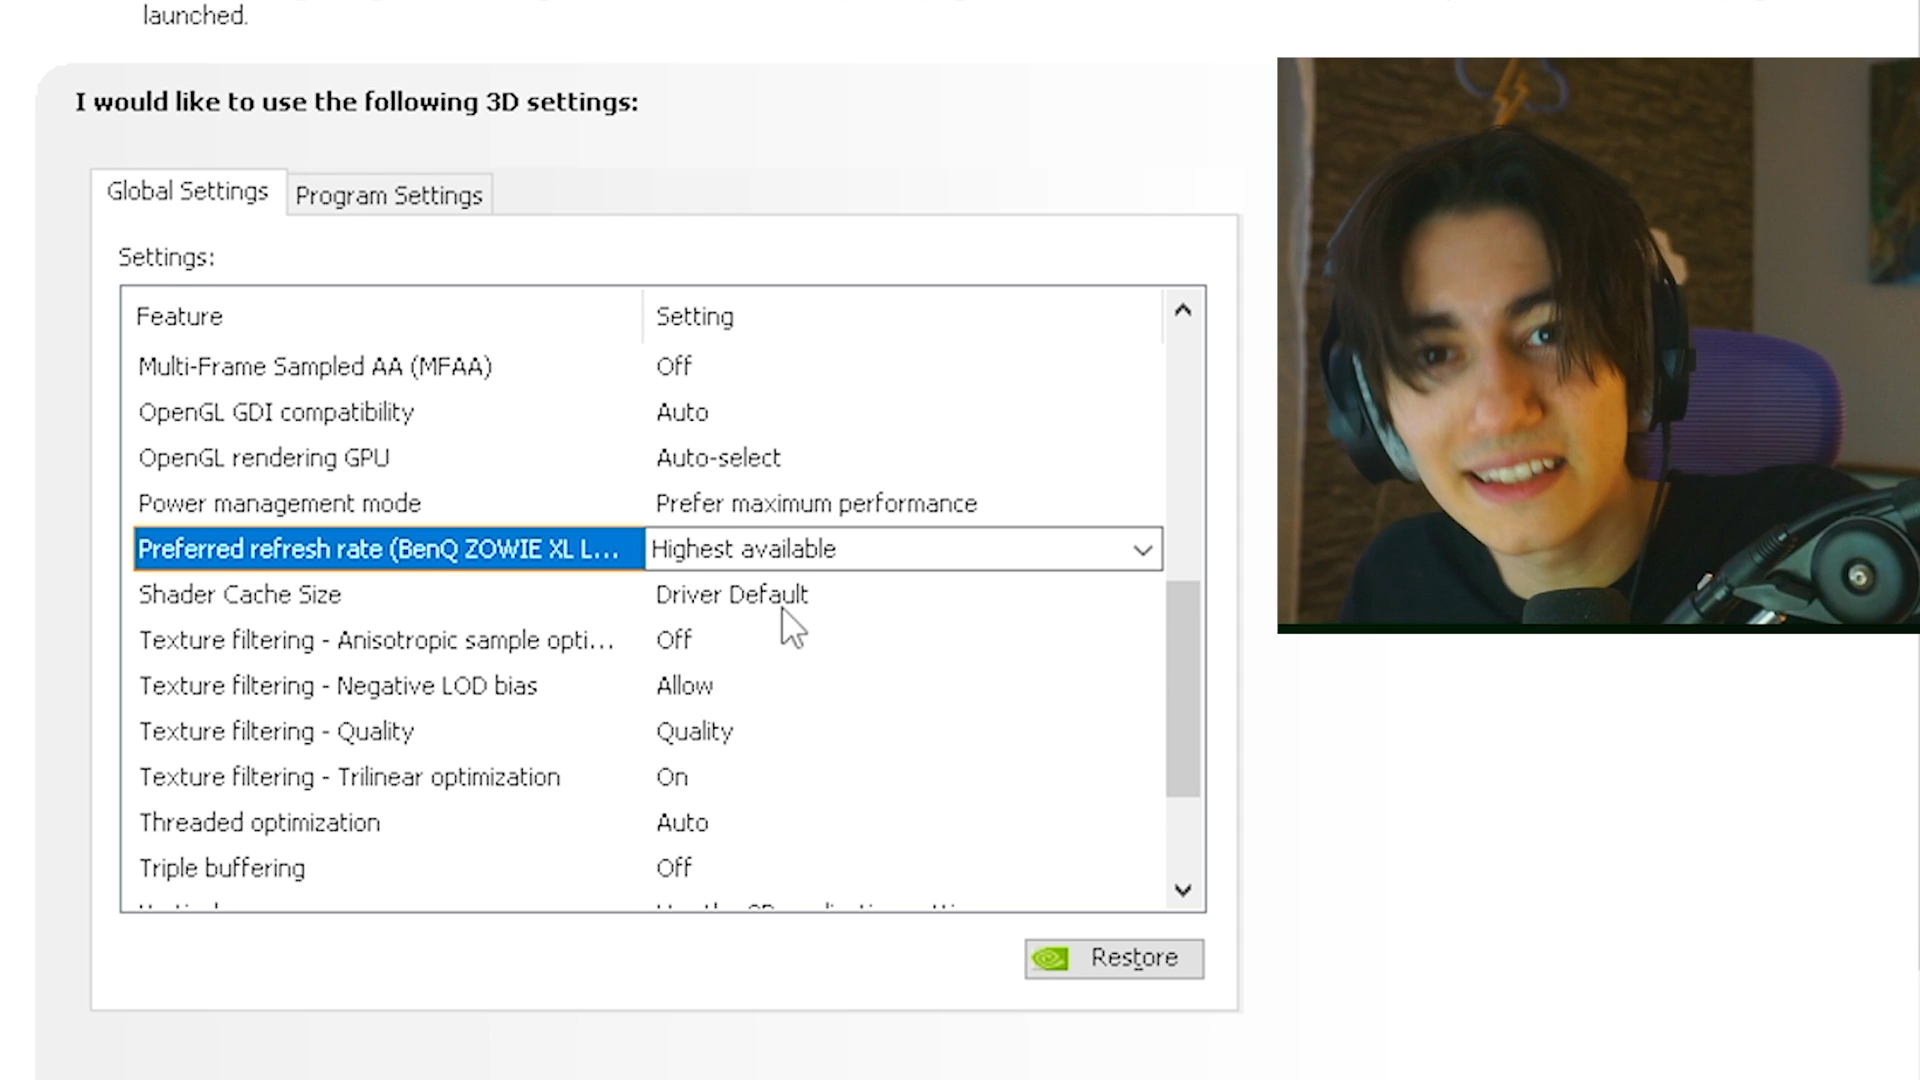 launched.
I would like to use the following 3D settings:
Global Settings
Program Settings
Settings:
Feature Setting
Multi-Frame Sampled AA (MFAA) Off
OpenGL GDI compatibility Auto
OpenGL rendering GPU Auto-select
Power management mode Prefer maximum performance
Preferred refresh rate (BenQ ZOWIE XL L... Highest available
Shader Cache Size Driver Default
Texture filtering - Anisotropic sample opti... Off
Texture filtering - Negative LOD bias Allow
Texture filtering - Quality Quality
Texture filtering - Trilinear optimization On
Threaded optimization Auto
Triple buffering Off
Restore